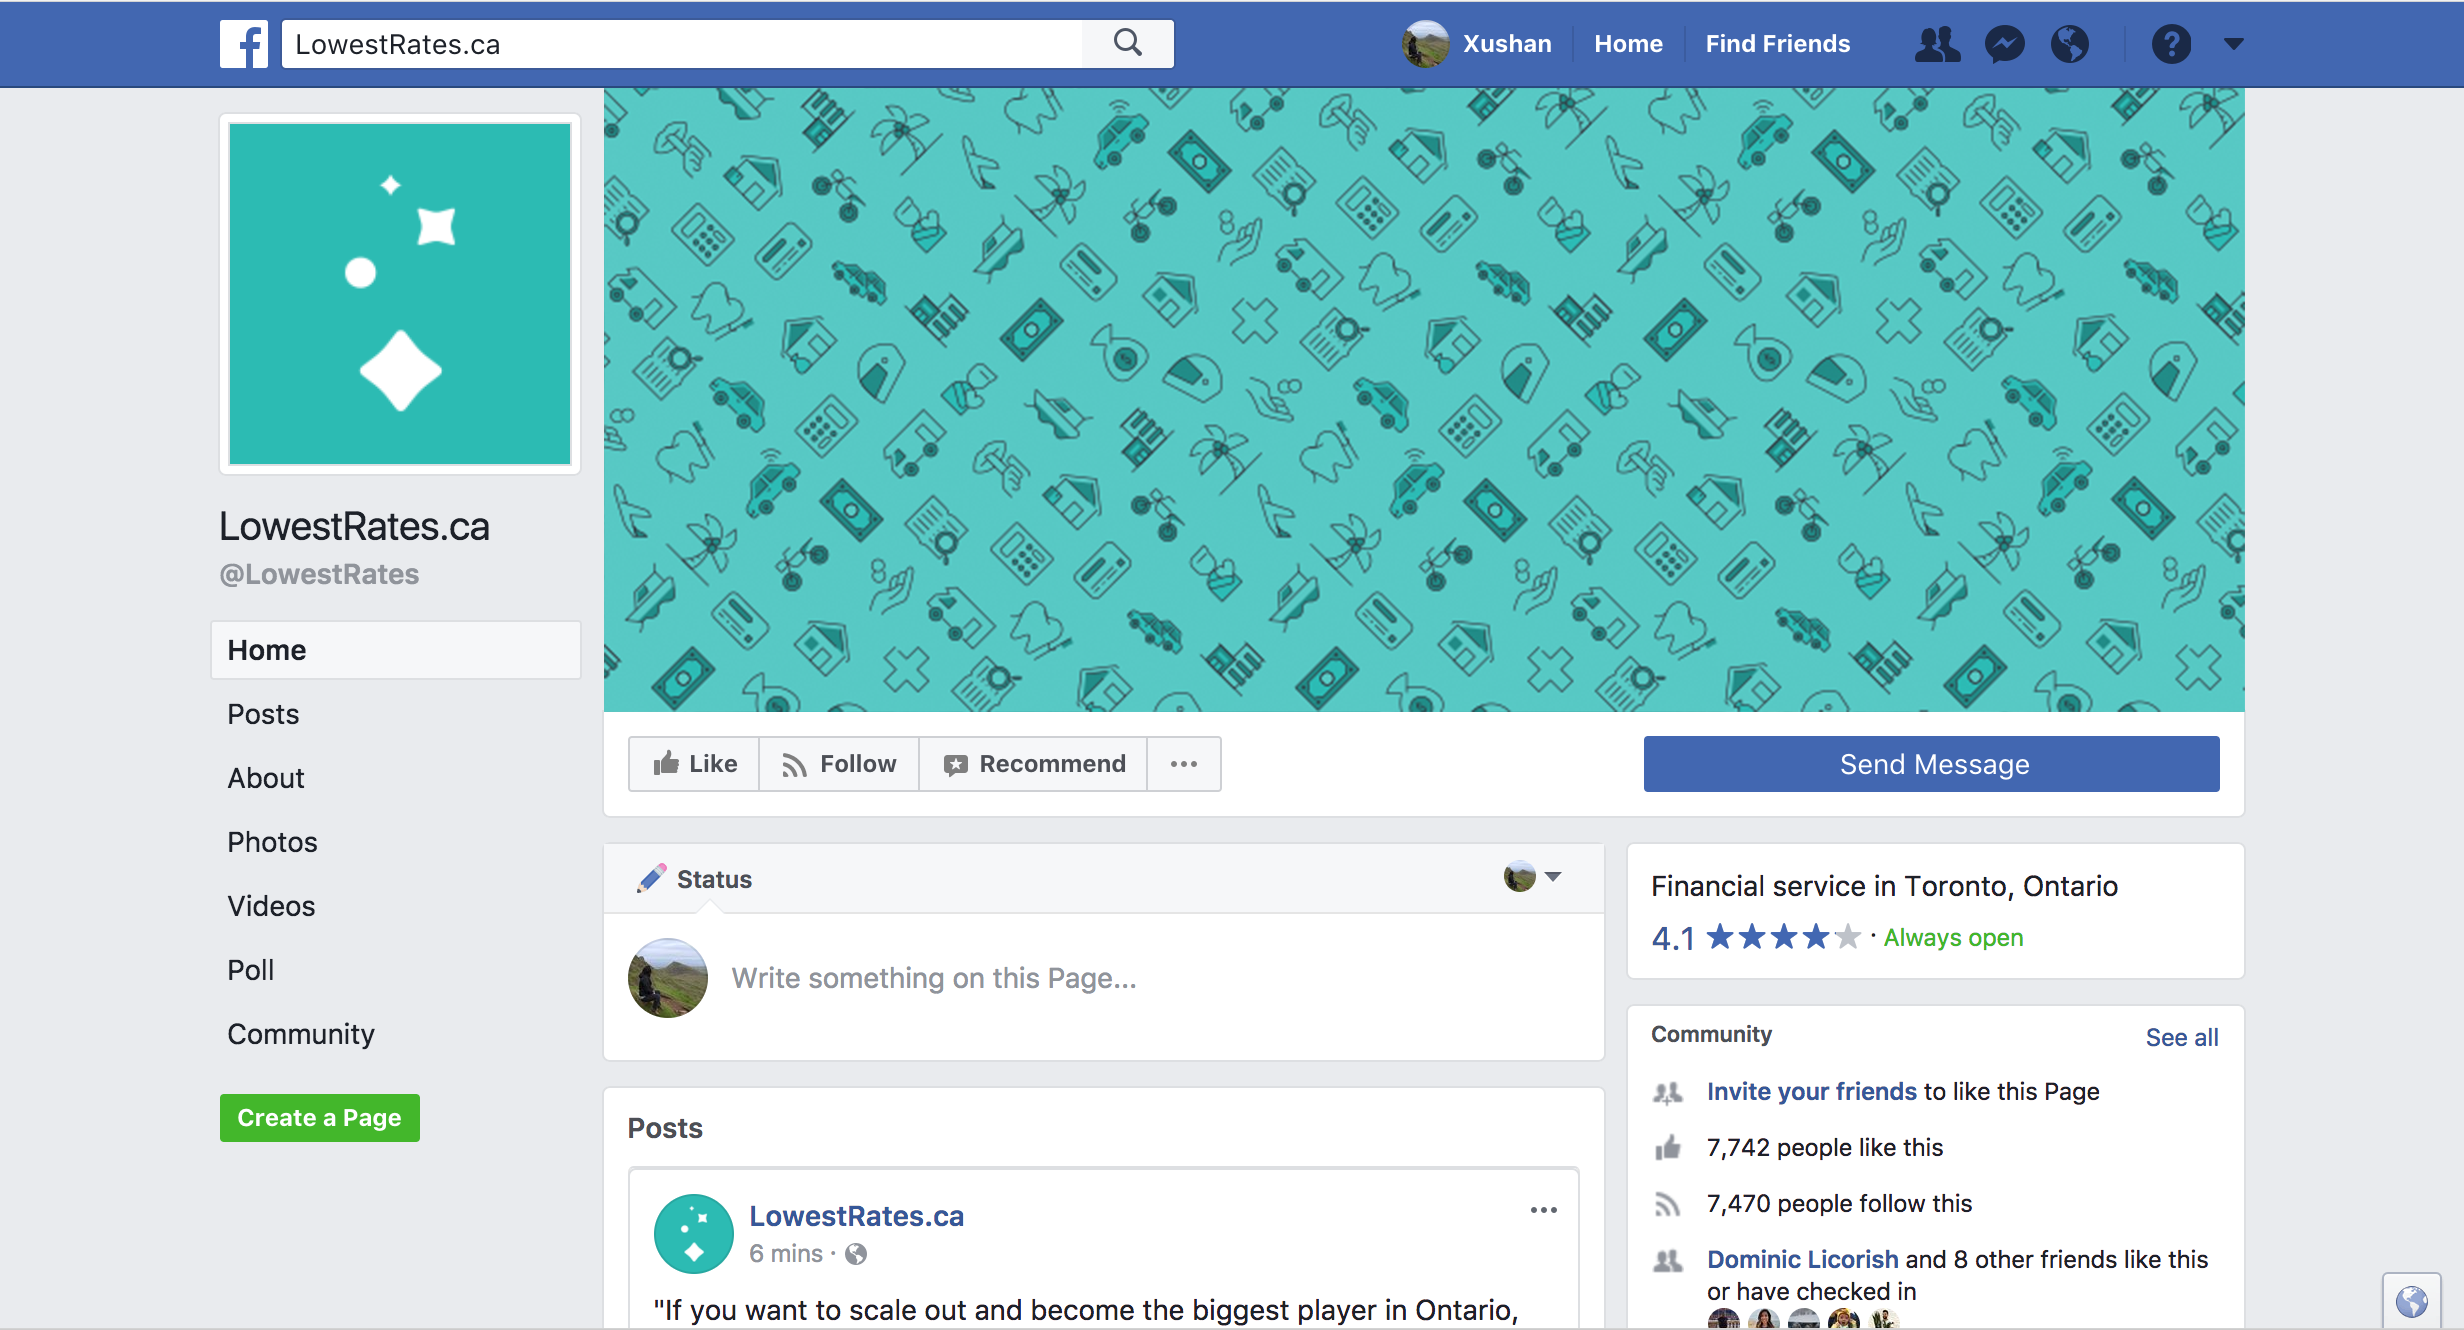 LowestRates.ca
Xushan
Home
Find Friends
LowestRates.ca
@LowestRates
Home
Posts
About
Photos
Videos
Poll
Community
Create a Page
Like
Follow
Recommend
Send Message
Status
Write something on this Page...
Posts
LowestRates.ca
6 mins ·
"If you want to scale out and become the biggest player in Ontario,
Financial service in Toronto, Ontario
4.1 ★★★★★ · Always open
Community
See all
Invite your friends to like this Page
7,742 people like this
7,470 people follow this
Dominic Licorish and 8 other friends like this
or have checked in